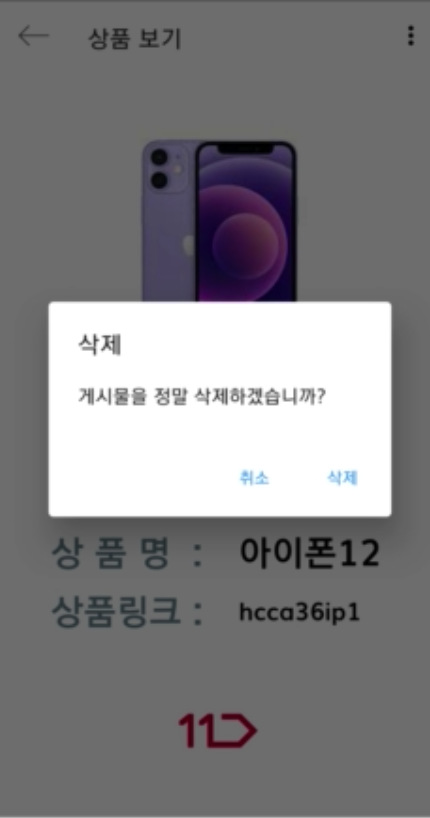 상품 보기
삭제
게시물을 정말 삭제하겠습니까?
취소 삭제
상 품 명 : 아이폰12
상품링크 : hcca36ip1
11